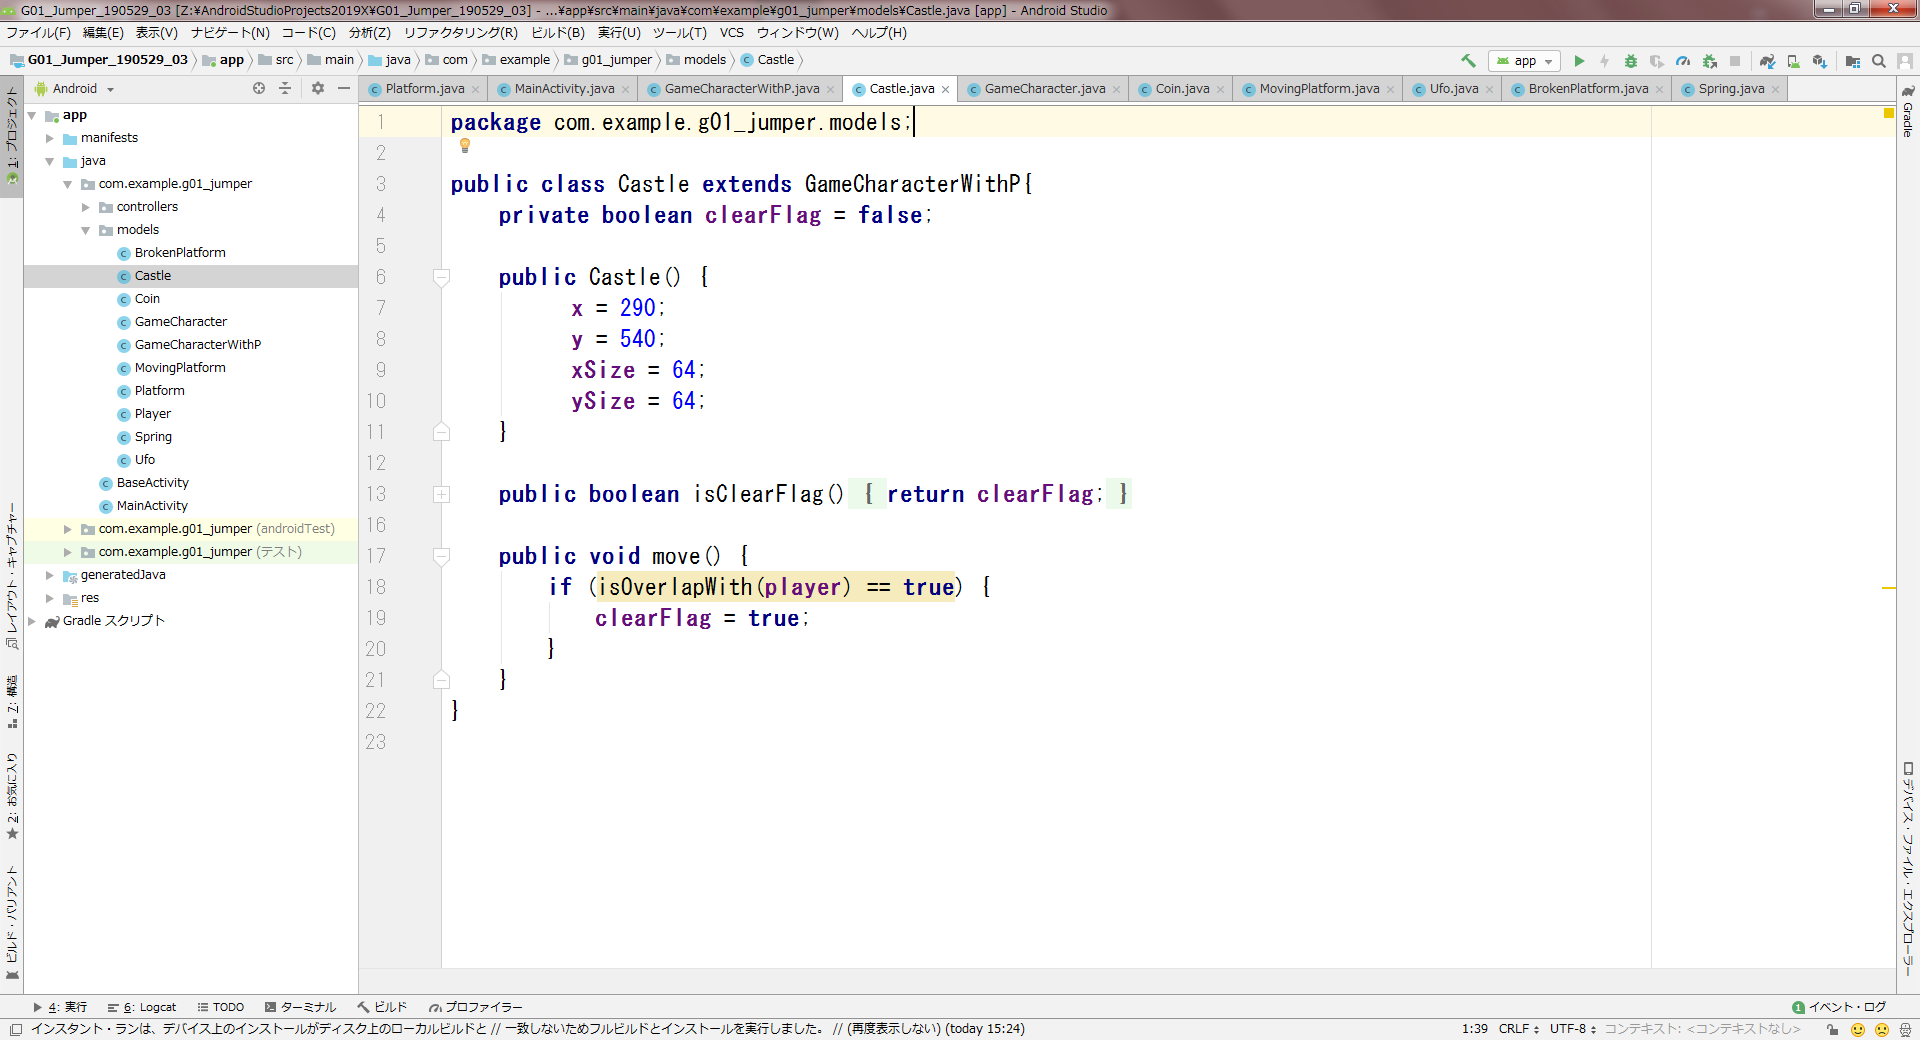 G01_Jumper_190529_03 [Z:¥AndroidStudioProjects2019X¥G01_Jumper_190529_03] - ...¥app¥src¥main¥java¥com¥example¥g01_jumper¥models¥Castle.java [app] - Android Studio
ファイル(F) 編集(E) 表示(V) ナビゲート(N) コード(C) 分析(Z) リファクタリング(R) ビルド(B) 実行(U) ツール(T) VCS ウィンドウ(W) ヘルプ(H)
G01_Jumper_190529_03 app src main java com example g01_jumper models Castle
app
Android
Platform.java MainActivity.java GameCharacterWithP.java Castle.java GameCharacter.java Coin.java MovingPlatform.java Ufo.java BrokenPlatform.java Spring.java
1: プロジェクト
レイアウト・キャプチャー
7: 構造
2: お気に入り
ビルド・バリアント
app
manifests
java
com.example.g01_jumper
controllers
models
BrokenPlatform
Castle
Coin
GameCharacter
GameCharacterWithP
MovingPlatform
Platform
Player
Spring
Ufo
BaseActivity
MainActivity
com.example.g01_jumper (androidTest)
com.example.g01_jumper (テスト)
generatedJava
res
Gradle スクリプト
1 package com.example.g01_jumper.models;
2
3 public class Castle extends GameCharacterWithP{
4 private boolean clearFlag = false;
5
6 public Castle() {
7 x = 290;
8 y = 540;
9 xSize = 64;
10 ySize = 64;
11 }
12
13 public boolean isClearFlag() { return clearFlag; }
16
17 public void move() {
18 if (isOverlapWith(player) == true) {
19 clearFlag = true;
20 }
21 }
22 }
23
Gradle
デバイス・ファイル・エクスプローラー
4: 実行 6: Logcat TODO ターミナル ビルド プロファイラー
1 イベント・ログ
インスタント・ランは、デバイス上のインストールがディスク上のローカルビルドと // 一致しないためフルビルドとインストールを実行しました。 // (再度表示しない) (today 15:24)
1:39 CRLF UTF-8 コンテキスト: <コンテキストなし>